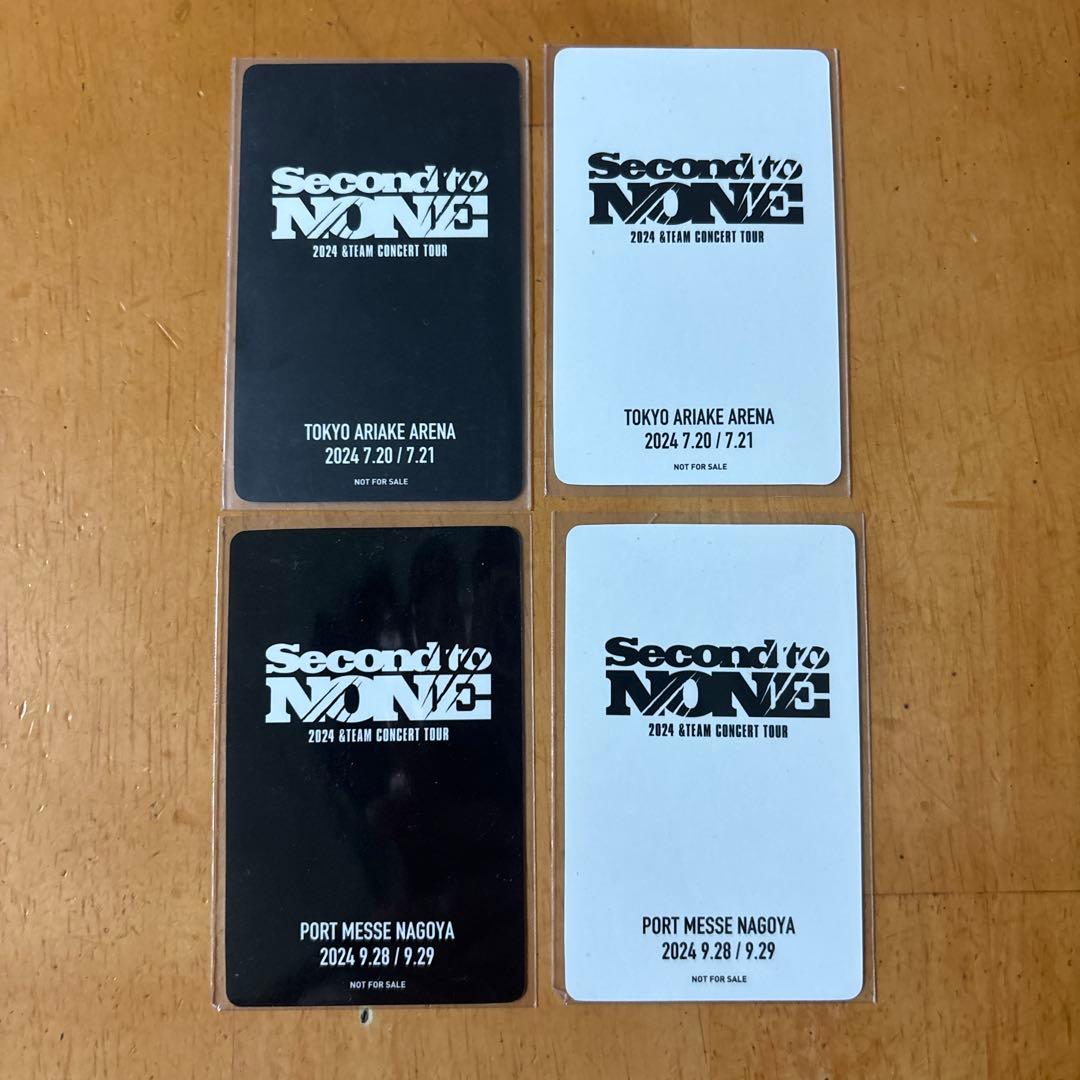 Second to
NONE
2024 &TEAM CONCERT TOUR
TOKYO ARIAKE ARENA
2024 7.20 / 7.21
NOT FOR SALE
Second to
NONE
2024 &TEAM CONCERT TOUR
TOKYO ARIAKE ARENA
2024 7.20 / 7.21
NOT FOR SALE
Second to
NONE
2024 &TEAM CONCERT TOUR
PORT MESSE NAGOYA
2024 9.28 / 9.29
NOT FOR SALE
Second to
NONE
2024 &TEAM CONCERT TOUR
PORT MESSE NAGOYA
2024 9.28 / 9.29
NOT FOR SALE